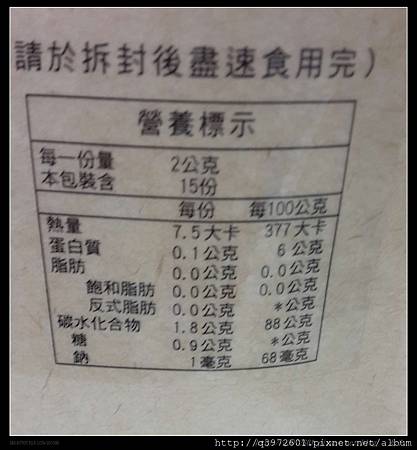 請於拆封後盡速食用完)
營養標示
每一份量 2公克
本包裝含 15份
每份 每100公克
熱量 7.5大卡 377大卡
蛋白質 0.1公克 6公克
脂肪 0.0公克 0.0公克
飽和脂肪 0.0公克 0.0公克
反式脂肪 0.0公克 *公克
碳水化合物 1.8公克 88公克
糖 0.9公克 *公克
鈉 1毫克 68毫克
http://q3972601.pixnet.net/album